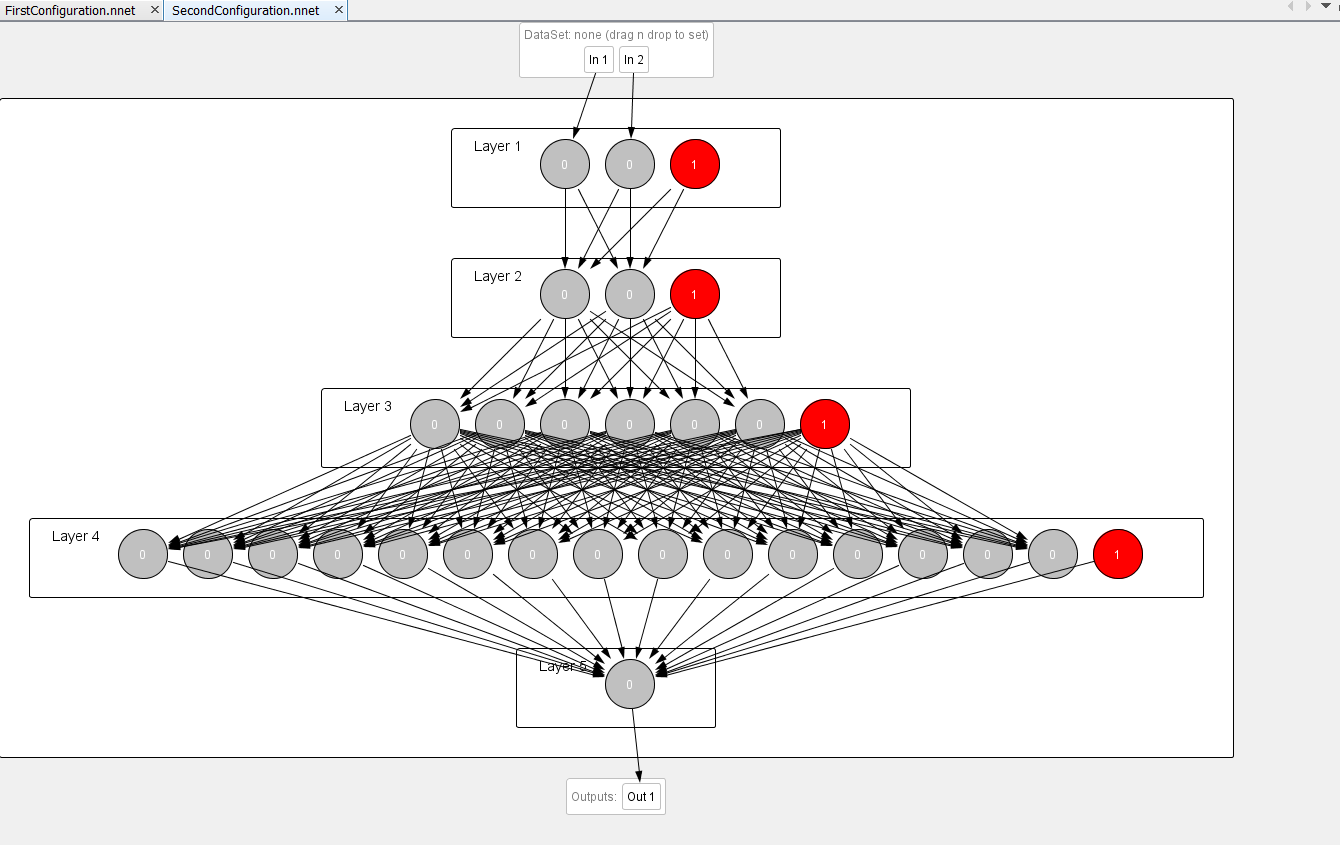 FirstConfiguration.nnet
SecondConfiguration.nnet
DataSet: none (drag n drop to set)
In 1 In 2
Layer 1 0 0 1
Layer 2 0 0 1
Layer 3 0 0 0 0 0 0 1
Layer 4 0 0 0 0 0 0 0 0 0 0 0 0 0 0 0 1
Layer 5 0
Outputs: Out 1